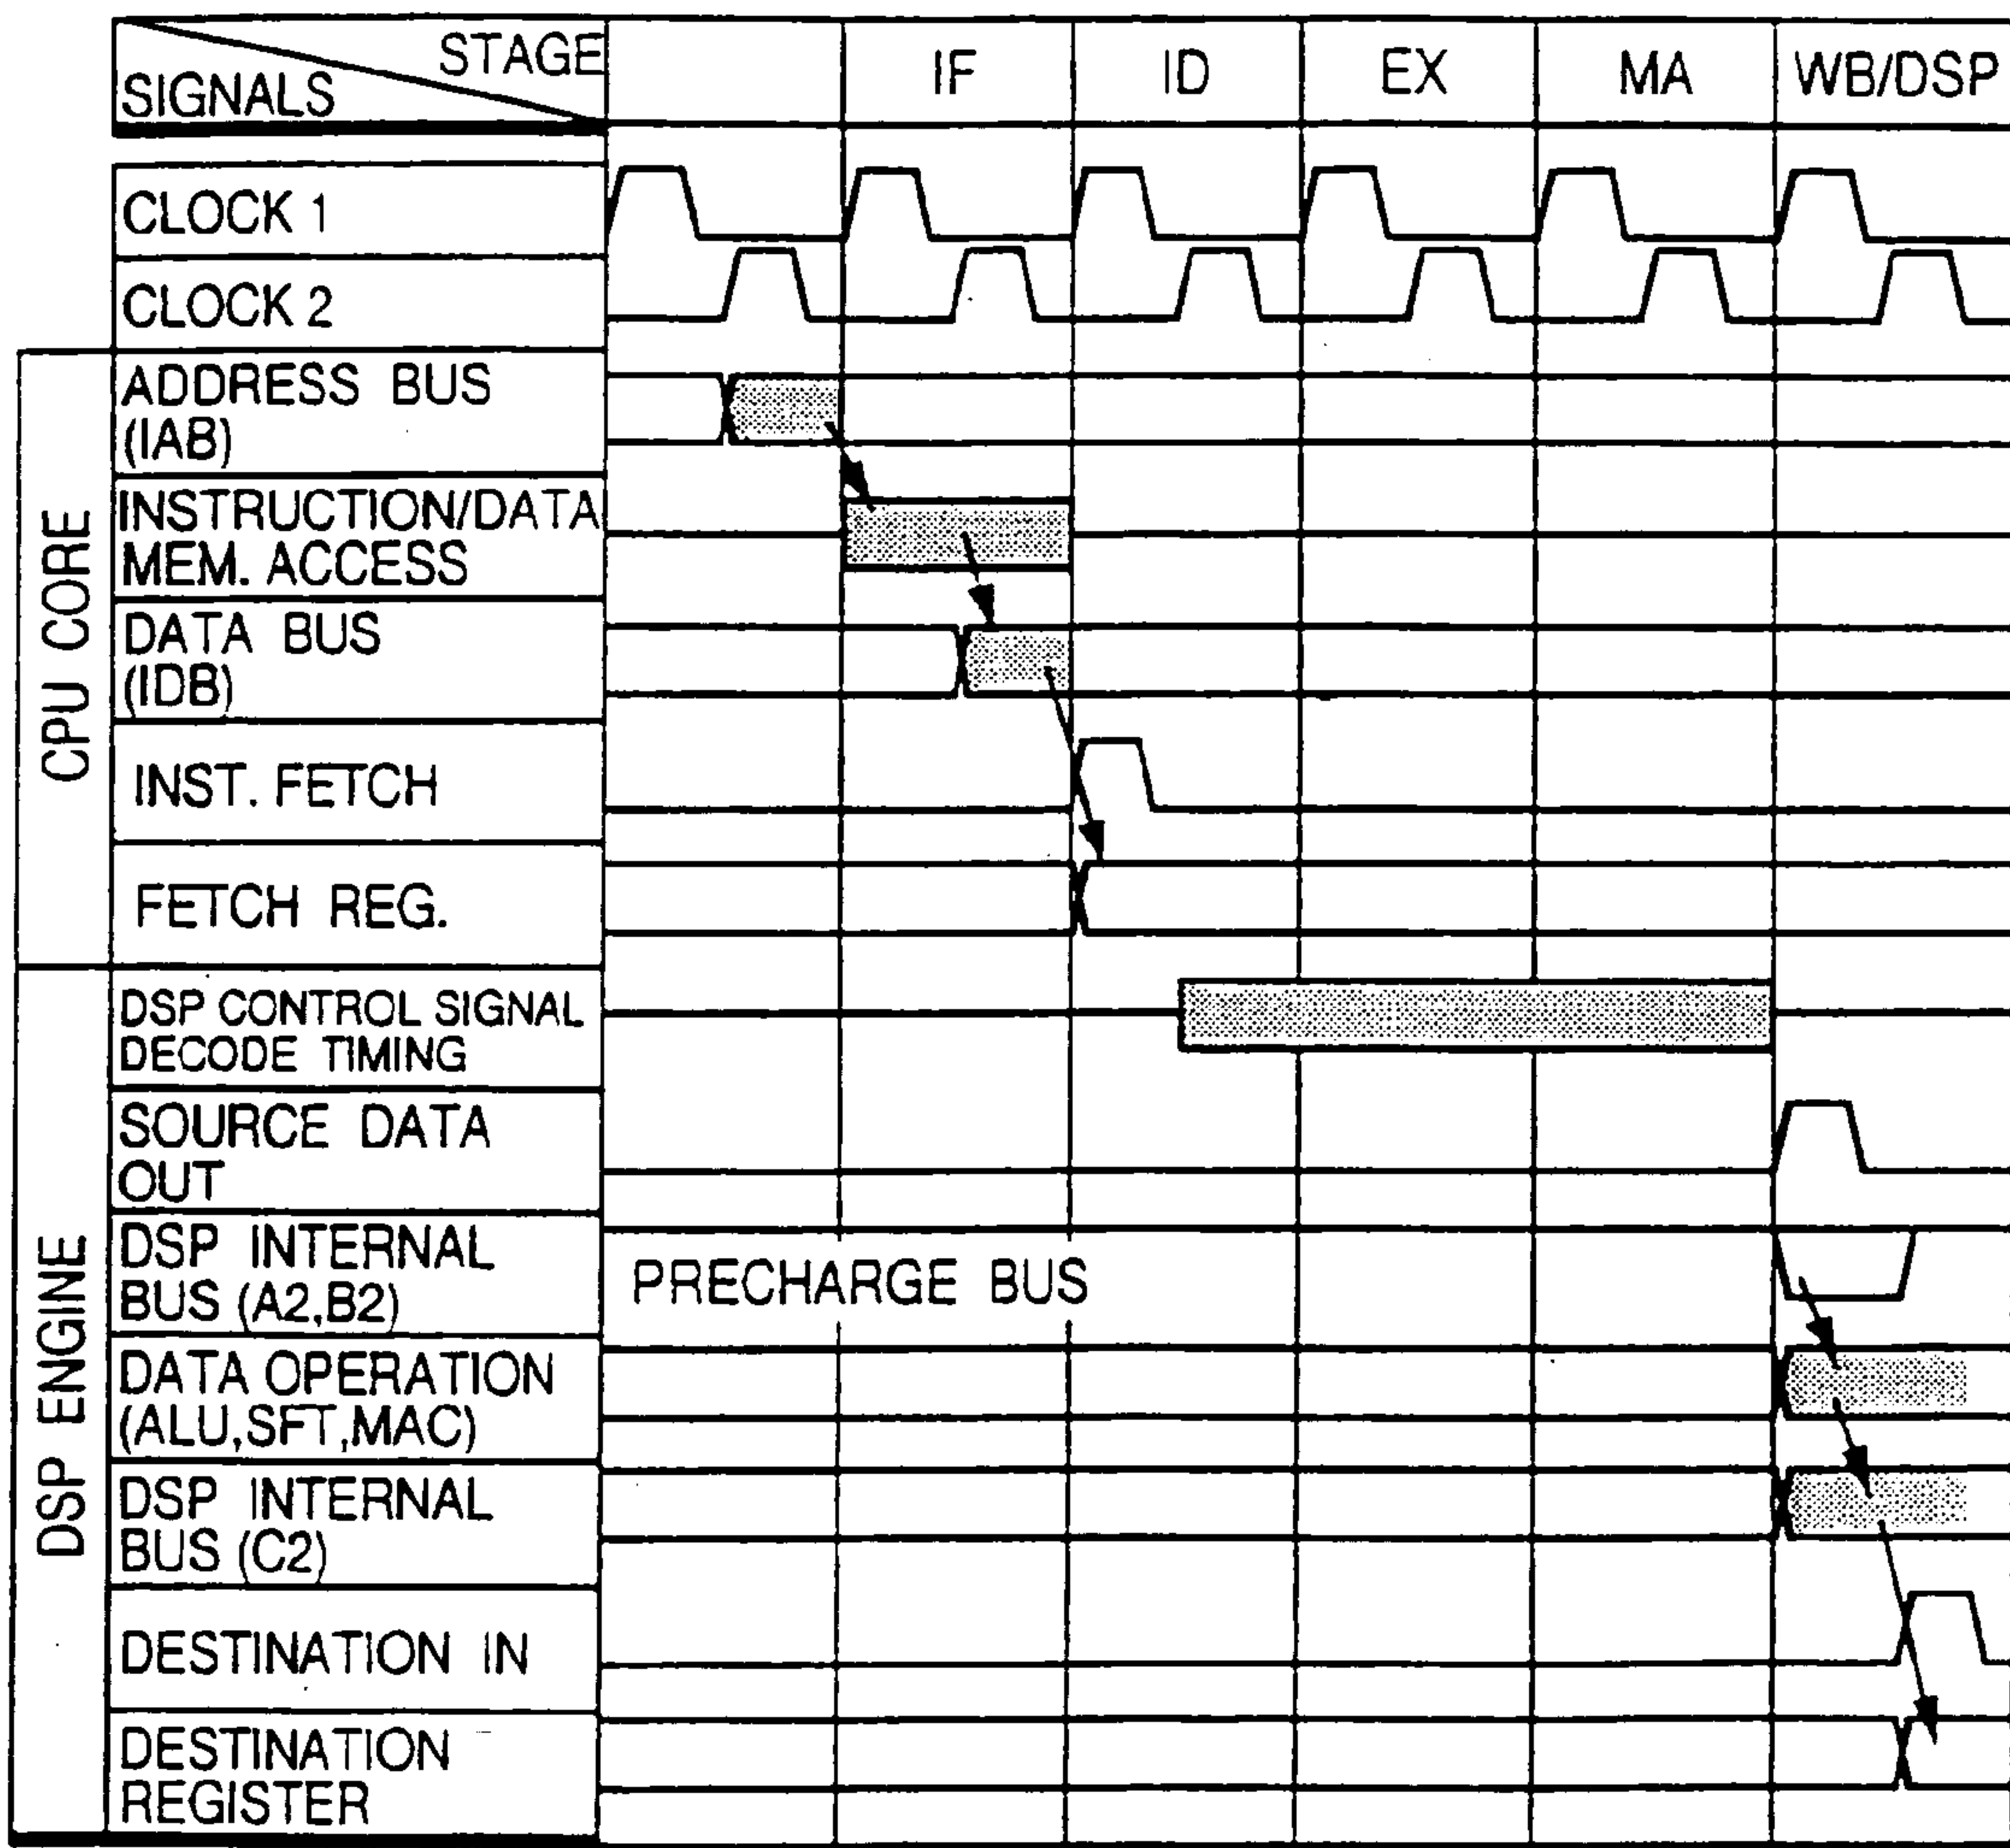 STAGE
SIGNALS
IF
ID
EX
MA
WB/DSP
CLOCK 1
CLOCK 2
CPU CORE
ADDRESS BUS
(IAB)
INSTRUCTION/DATA
MEM. ACCESS
DATA BUS
(IDB)
INST. FETCH
FETCH REG.
DSP ENGINE
DSP CONTROL SIGNAL
DECODE TIMING
SOURCE DATA
OUT
DSP INTERNAL
BUS (A2,B2)
PRECHARGE BUS
DATA OPERATION
(ALU,SFT,MAC)
DSP INTERNAL
BUS (C2)
DESTINATION IN
DESTINATION
REGISTER